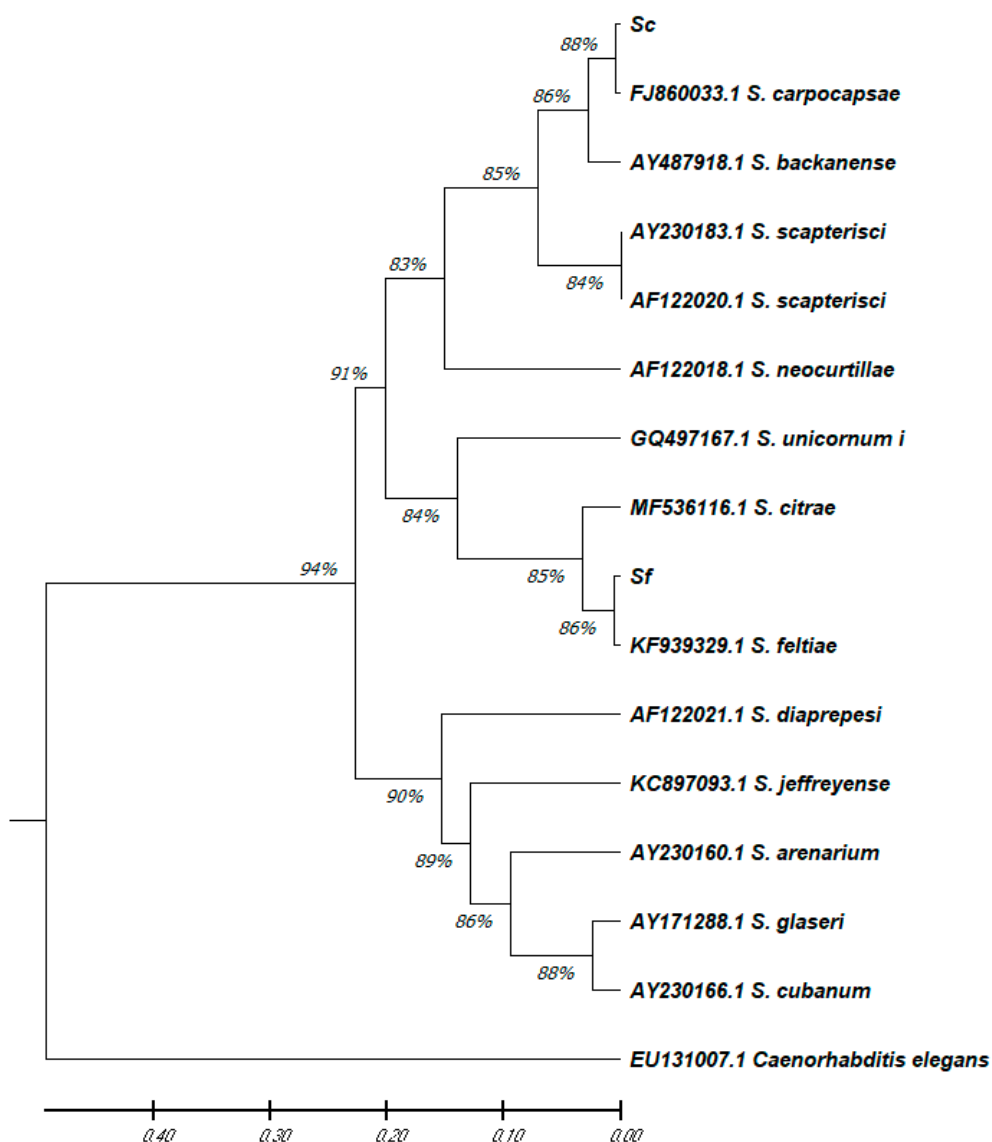 Sc
88%
FJ860033.1 S. carpocapsae
86%
AY487918.1 S. backanense
85%
AY230183.1 S. scapterisci
83%
84%
AF122020.1 S. scapterisci
91%
AF122018.1 S. neocurtillae
GQ497167.1 S. unicornum i
84%
MF536116.1 S. citrae
94%
85%
Sf
86%
KF939329.1 S. feltiae
AF122021.1 S. diaprepesi
90%
KC897093.1 S. jeffreyense
89%
AY230160.1 S. arenarium
86%
AY171288.1 S. glaseri
88%
AY230166.1 S. cubanum
EU131007.1 Caenorhabditis elegans
0.40 0.30 0.20 0.10 0.00